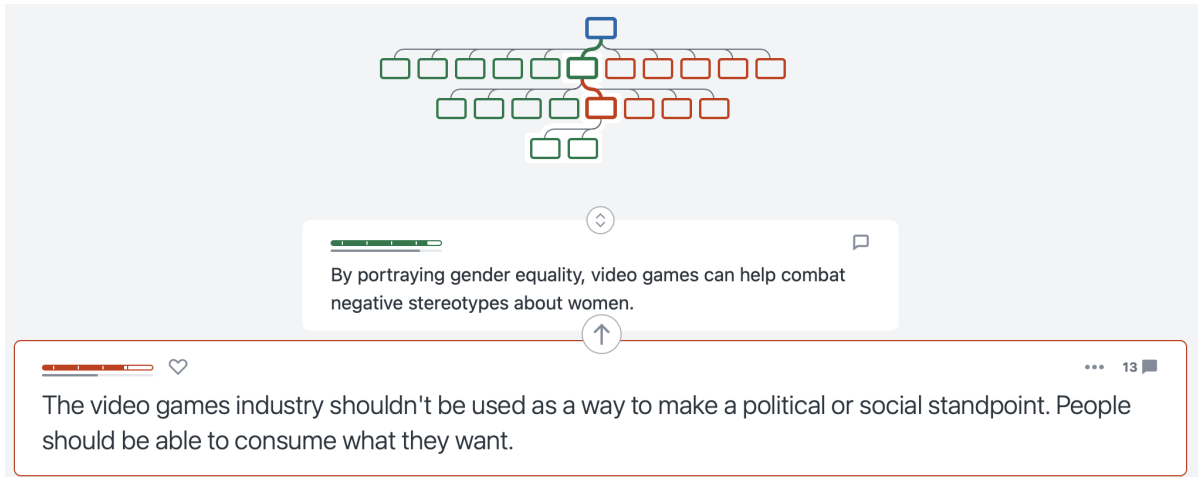 By portraying gender equality, video games can help combat
negative stereotypes about women.
13
The video games industry shouldn't be used as a way to make a political or social standpoint. People
should be able to consume what they want.